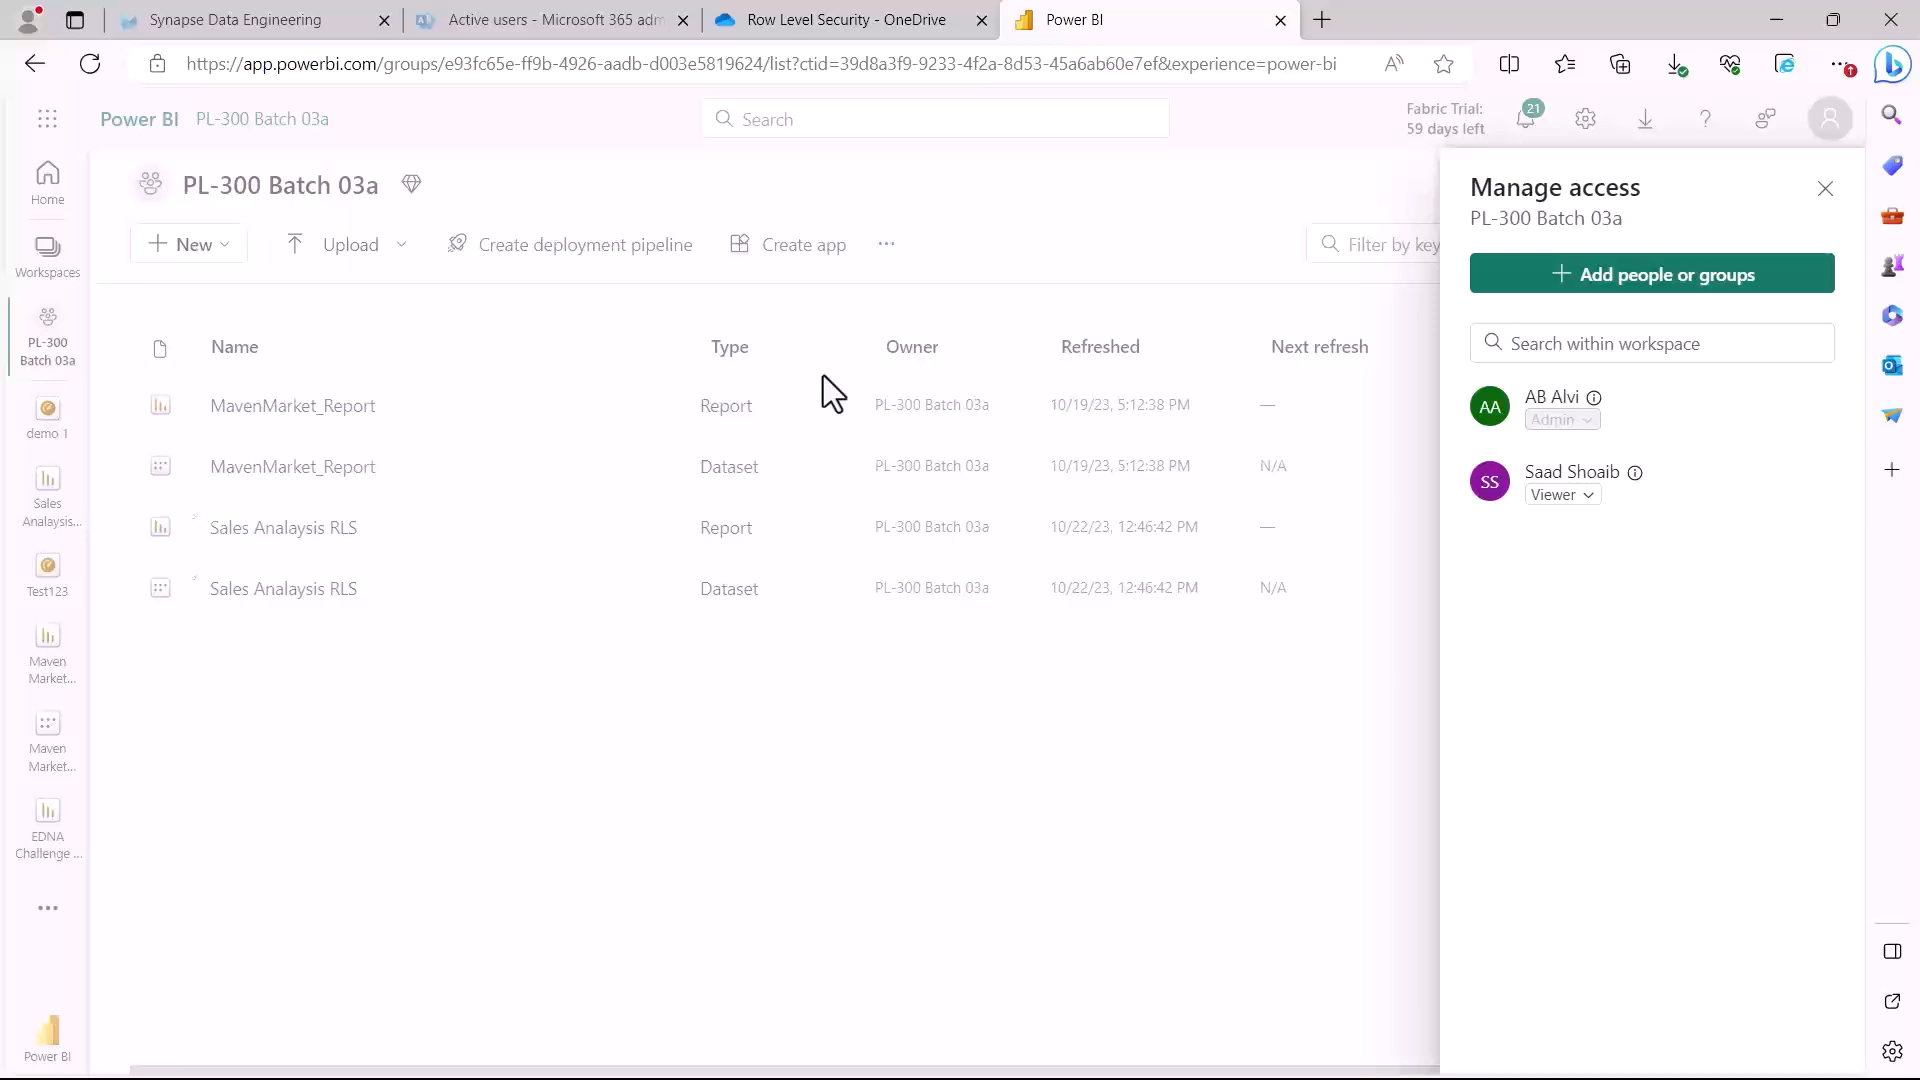 Synapse Data Engineering
Active users - Microsoft 365 adm
Row Level Security - OneDrive
Power BI
https://app.powerbi.com/groups/e93fc65e-ff9b-4926-aadb-d003e5819624/list?ctid=39d8a3f9-9233-4f2a-8d53-45a6ab60e7ef&experience=power-bi
Power BI PL-300 Batch 03a
Search
Fabric Trial:
59 days left
21
Home
Workspaces
PL-300
Batch 03a
demo 1
Sales
Analaysis...
Test123
Maven
Market...
Maven
Market...
EDNA
Challenge ...
Power BI
PL-300 Batch 03a
New
Upload
Create deployment pipeline
Create app
Filter by key
Name Type Owner Refreshed Next refresh
MavenMarket_Report Report PL-300 Batch 03a 10/19/23, 5:12:38 PM —
MavenMarket_Report Dataset PL-300 Batch 03a 10/19/23, 5:12:38 PM N/A
Sales Analaysis RLS Report PL-300 Batch 03a 10/22/23, 12:46:42 PM —
Sales Analaysis RLS Dataset PL-300 Batch 03a 10/22/23, 12:46:42 PM N/A
Manage access
PL-300 Batch 03a
Add people or groups
Search within workspace
AA
AB Alvi
Admin
SS
Saad Shoaib
Viewer